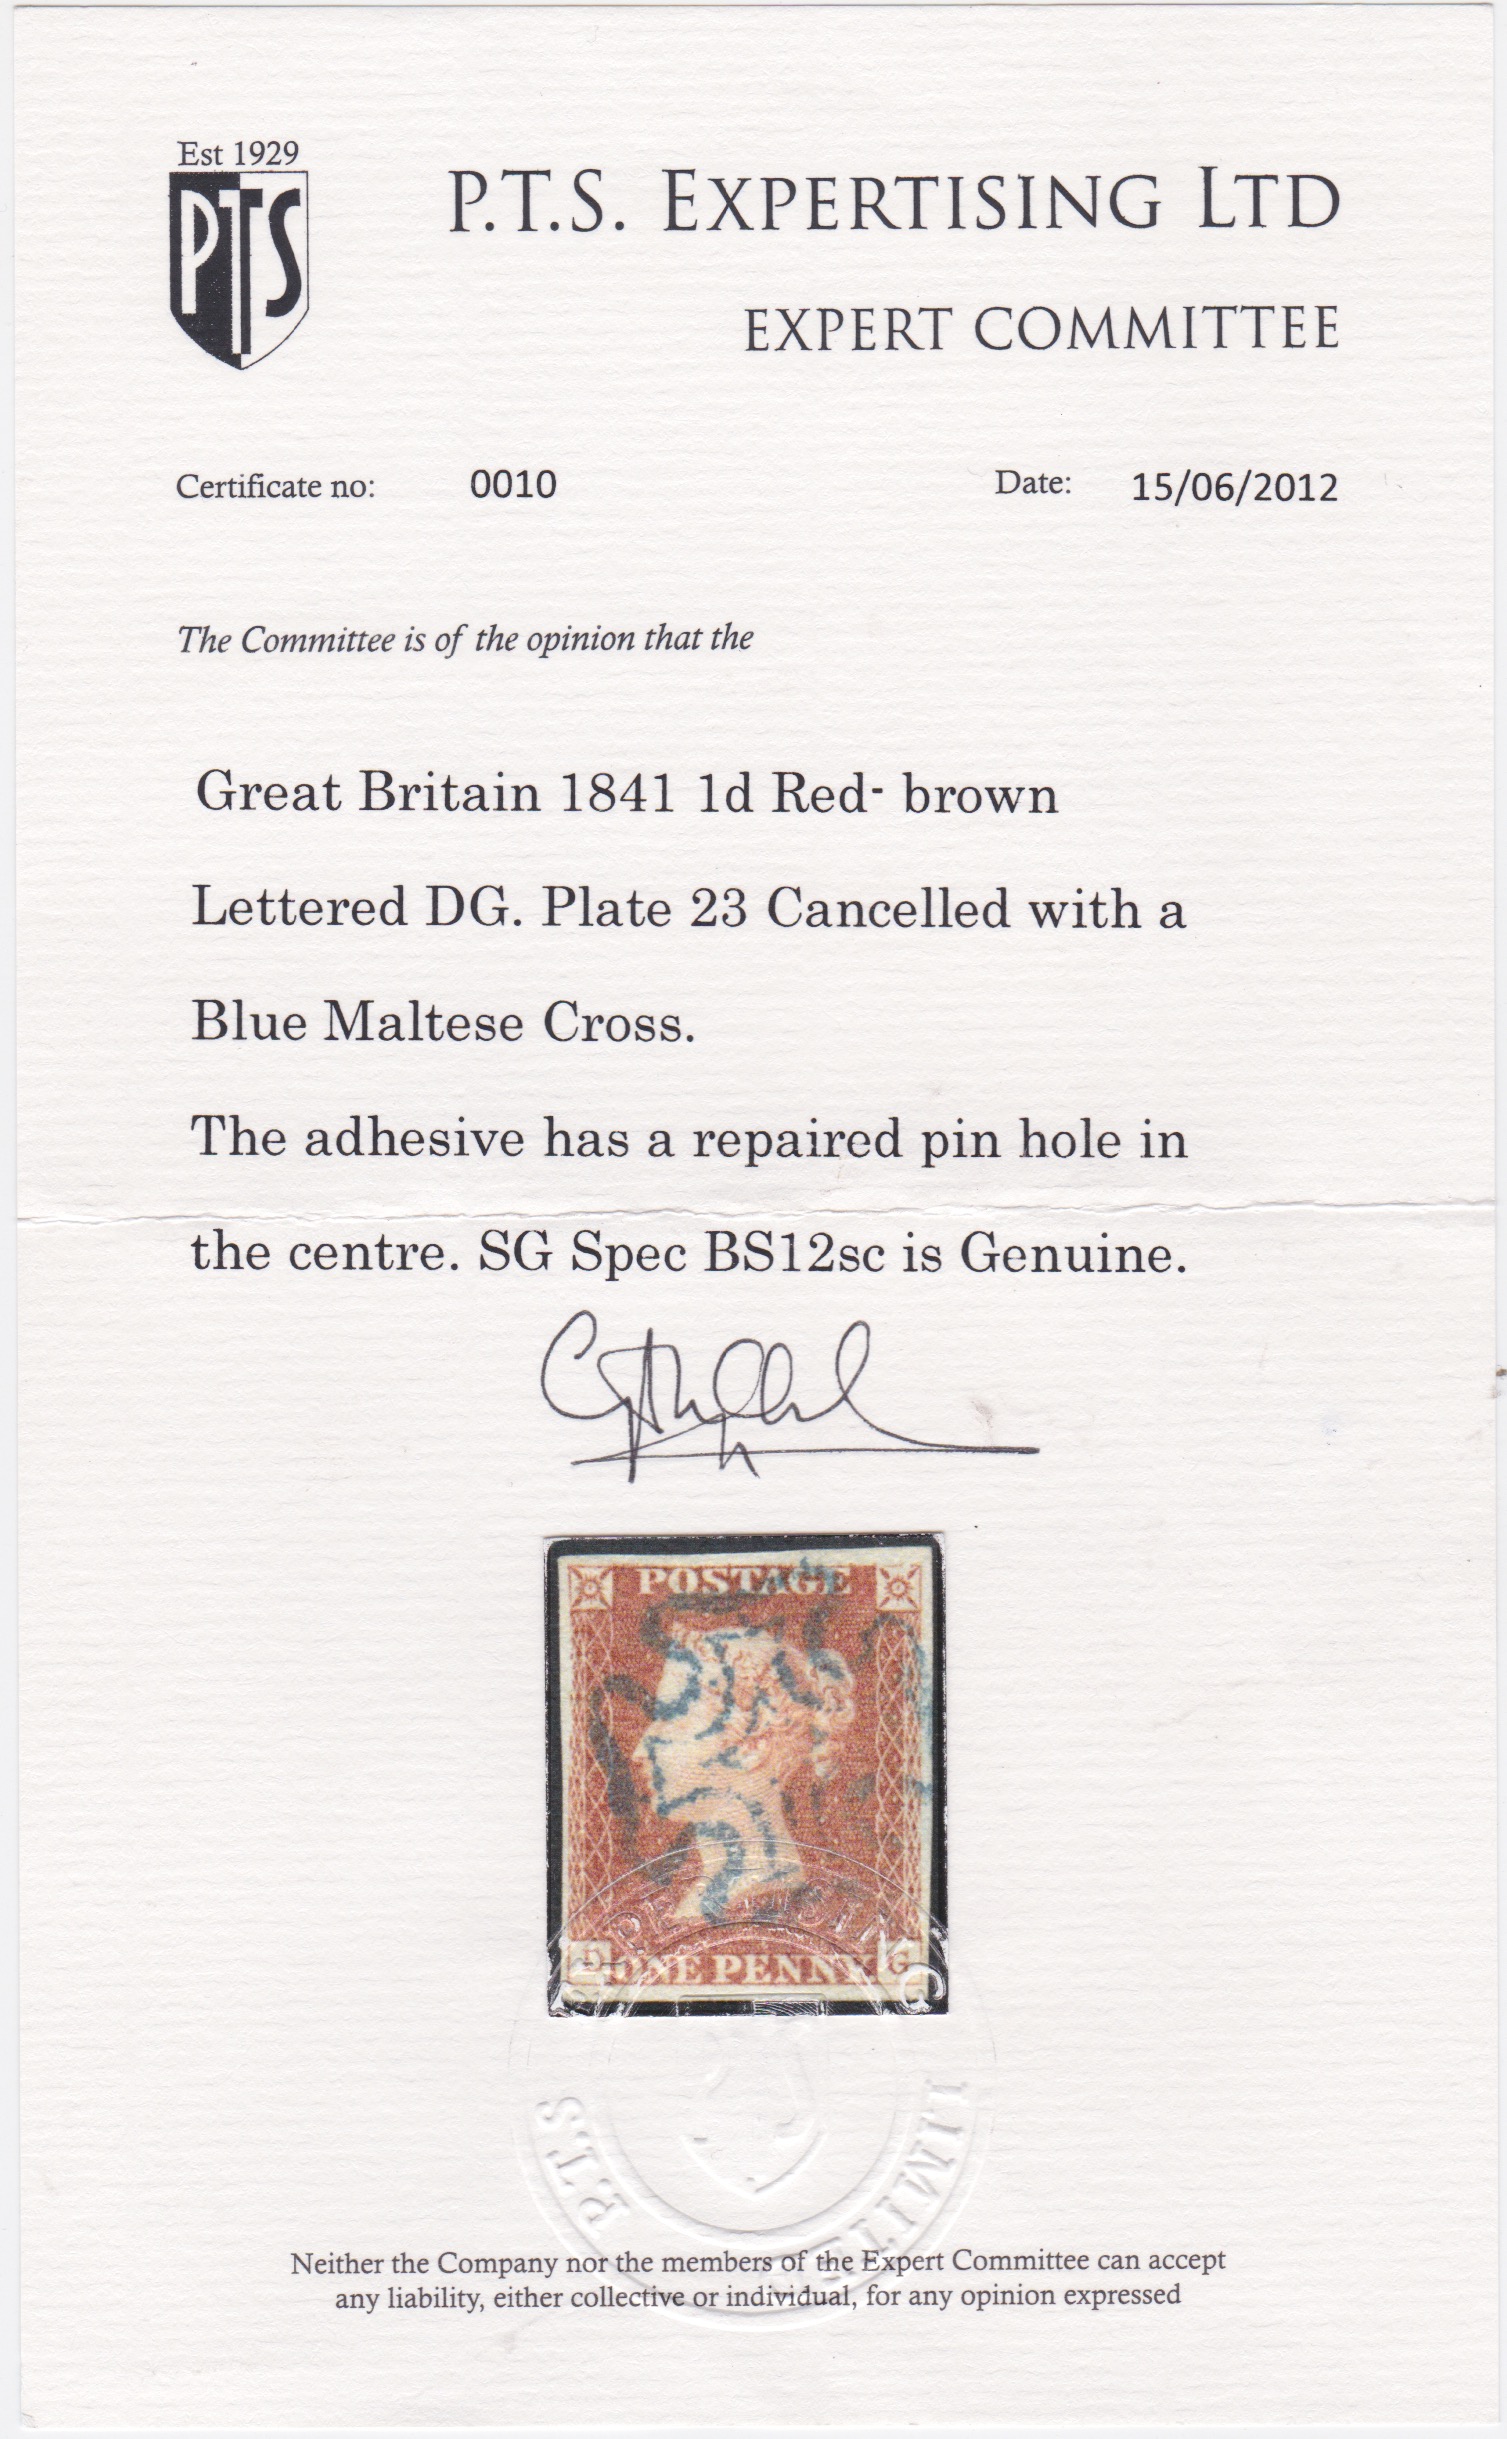 Est 1929
PTS
P.T.S. EXPERTISING LTD
EXPERT COMMITTEE
Certificate no: 0010 Date: 15/06/2012
The Committee is of the opinion that the
Great Britain 1841 1d Red- brown
Lettered DG. Plate 23 Cancelled with a
Blue Maltese Cross.
The adhesive has a repaired pin hole in
the centre. SG Spec BS12sc is Genuine.
POSTAGE
D ONE PENNY G
PTS EXPERTISING LIMITED
Neither the Company nor the members of the Expert Committee can accept
any liability, either collective or individual, for any opinion expressed